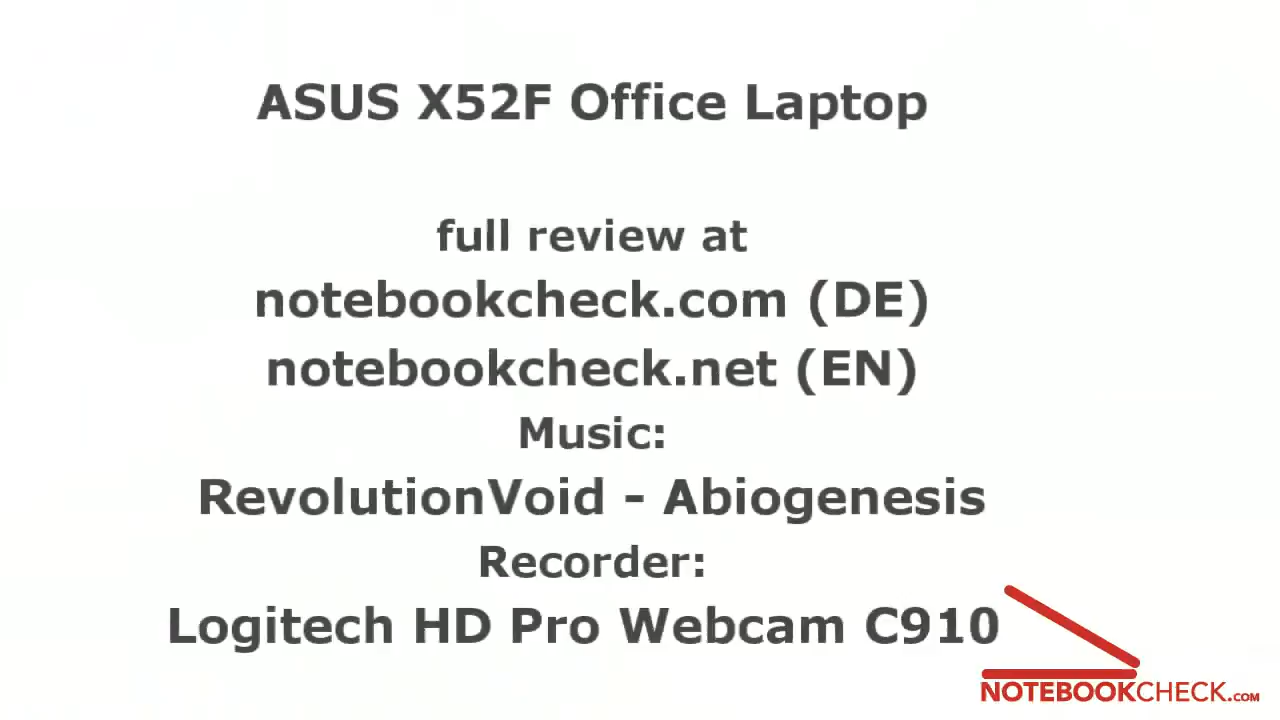 ASUS X52F Office Laptop
full review at
notebookcheck.com (DE)
notebookcheck.net (EN)
Music:
RevolutionVoid - Abiogenesis
Recorder:
Logitech HD Pro Webcam C910
NOTEBOOKCHECK.COM